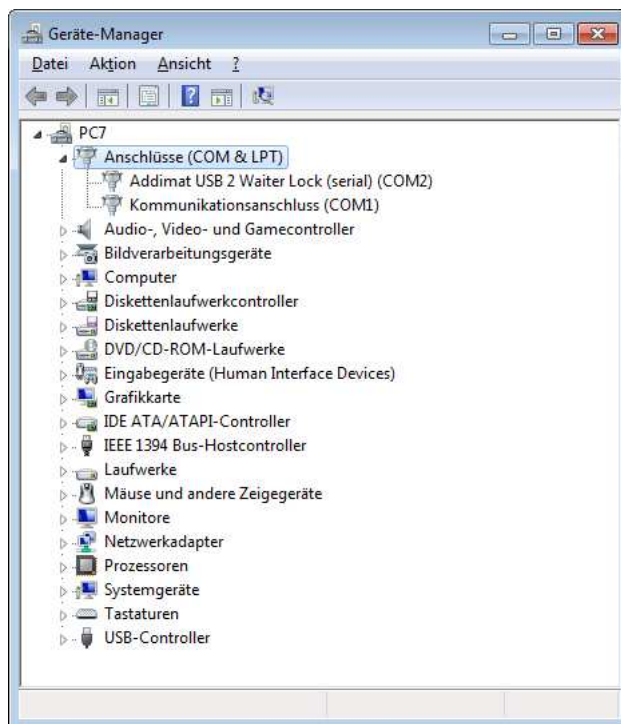 Geräte-Manager
Datei Aktion Ansicht ?
PC7
Anschlüsse (COM & LPT)
Addimat USB 2 Waiter Lock (serial) (COM2)
Kommunikationsanschluss (COM1)
Audio-, Video- und Gamecontroller
Bildverarbeitungsgeräte
Computer
Diskettenlaufwerkcontroller
Diskettenlaufwerke
DVD/CD-ROM-Laufwerke
Eingabegeräte (Human Interface Devices)
Grafikkarte
IDE ATA/ATAPI-Controller
IEEE 1394 Bus-Hostcontroller
Laufwerke
Mäuse und andere Zeigegeräte
Monitore
Netzwerkadapter
Prozessoren
Systemgeräte
Tastaturen
USB-Controller